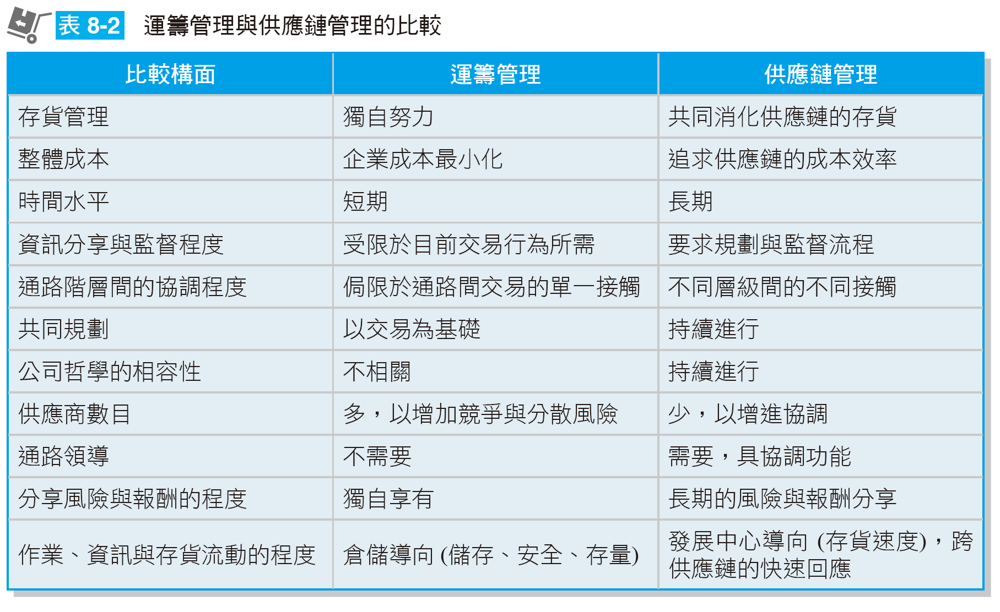 表 8-2 運籌管理與供應鏈管理的比較
比較構面 運籌管理 供應鏈管理
存貨管理 獨自努力 共同消化供應鏈的存貨
整體成本 企業成本最小化 追求供應鏈的成本效率
時間水平 短期 長期
資訊分享與監督程度 受限於目前交易行為所需 要求規劃與監督流程
通路階層間的協調程度 侷限於通路間交易的單一接觸 不同層級間的不同接觸
共同規劃 以交易為基礎 持續進行
公司哲學的相容性 不相關 持續進行
供應商數目 多，以增加競爭與分散風險 少，以增進協調
通路領導 不需要 需要，具協調功能
分享風險與報酬的程度 獨自享有 長期的風險與報酬分享
作業、資訊與存貨流動的程度 倉儲導向 (儲存、安全、存量) 發展中心導向 (存貨速度)，跨
供應鏈的快速回應